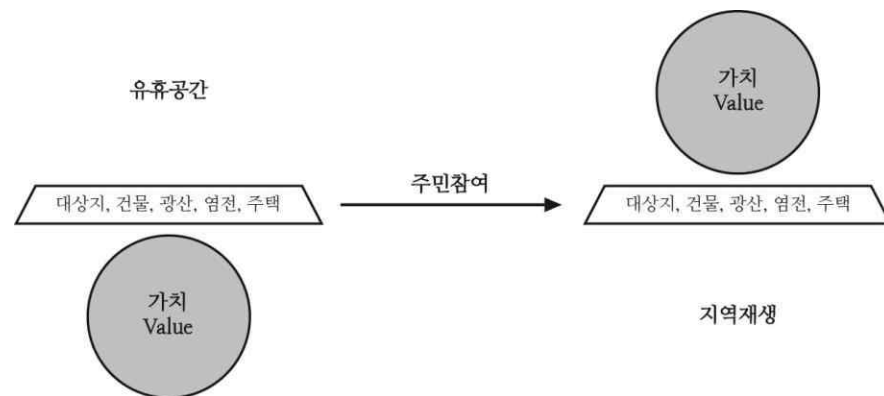 유휴공간
대상지, 건물, 광산, 염전, 주택
가치
Value
주민참여
가치
Value
대상지, 건물, 광산, 염전, 주택
지역재생